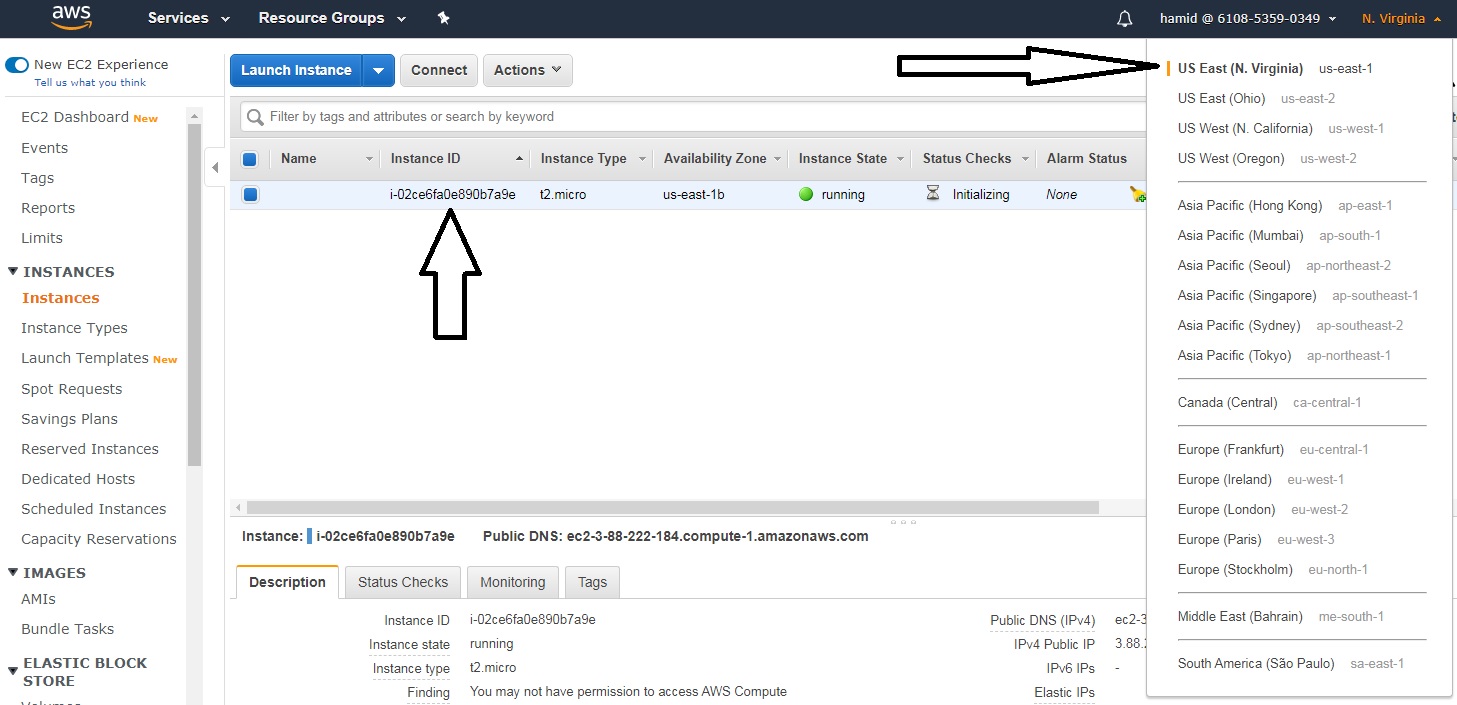 aws Services Resource Groups hamid @ 6108-5359-0349 N. Virginia
New EC2 Experience
Tell us what you think
EC2 Dashboard New
Events
Tags
Reports
Limits
INSTANCES
Instances
Instance Types
Launch Templates New
Spot Requests
Savings Plans
Reserved Instances
Dedicated Hosts
Scheduled Instances
Capacity Reservations
IMAGES
AMIs
Bundle Tasks
ELASTIC BLOCK
STORE
Launch Instance Connect Actions
Filter by tags and attributes or search by keyword
Name Instance ID Instance Type Availability Zone Instance State Status Checks Alarm Status
i-02ce6fa0e890b7a9e t2.micro us-east-1b running Initializing None
Instance: i-02ce6fa0e890b7a9e Public DNS: ec2-3-88-222-184.compute-1.amazonaws.com
Description Status Checks Monitoring Tags
Instance ID i-02ce6fa0e890b7a9e Public DNS (IPv4) ec2-3
Instance state running IPv4 Public IP 3.88.
Instance type t2.micro IPv6 IPs -
Finding You may not have permission to access AWS Compute Elastic IPs
US East (N. Virginia) us-east-1
US East (Ohio) us-east-2
US West (N. California) us-west-1
US West (Oregon) us-west-2
Asia Pacific (Hong Kong) ap-east-1
Asia Pacific (Mumbai) ap-south-1
Asia Pacific (Seoul) ap-northeast-2
Asia Pacific (Singapore) ap-southeast-1
Asia Pacific (Sydney) ap-southeast-2
Asia Pacific (Tokyo) ap-northeast-1
Canada (Central) ca-central-1
Europe (Frankfurt) eu-central-1
Europe (Ireland) eu-west-1
Europe (London) eu-west-2
Europe (Paris) eu-west-3
Europe (Stockholm) eu-north-1
Middle East (Bahrain) me-south-1
South America (São Paulo) sa-east-1